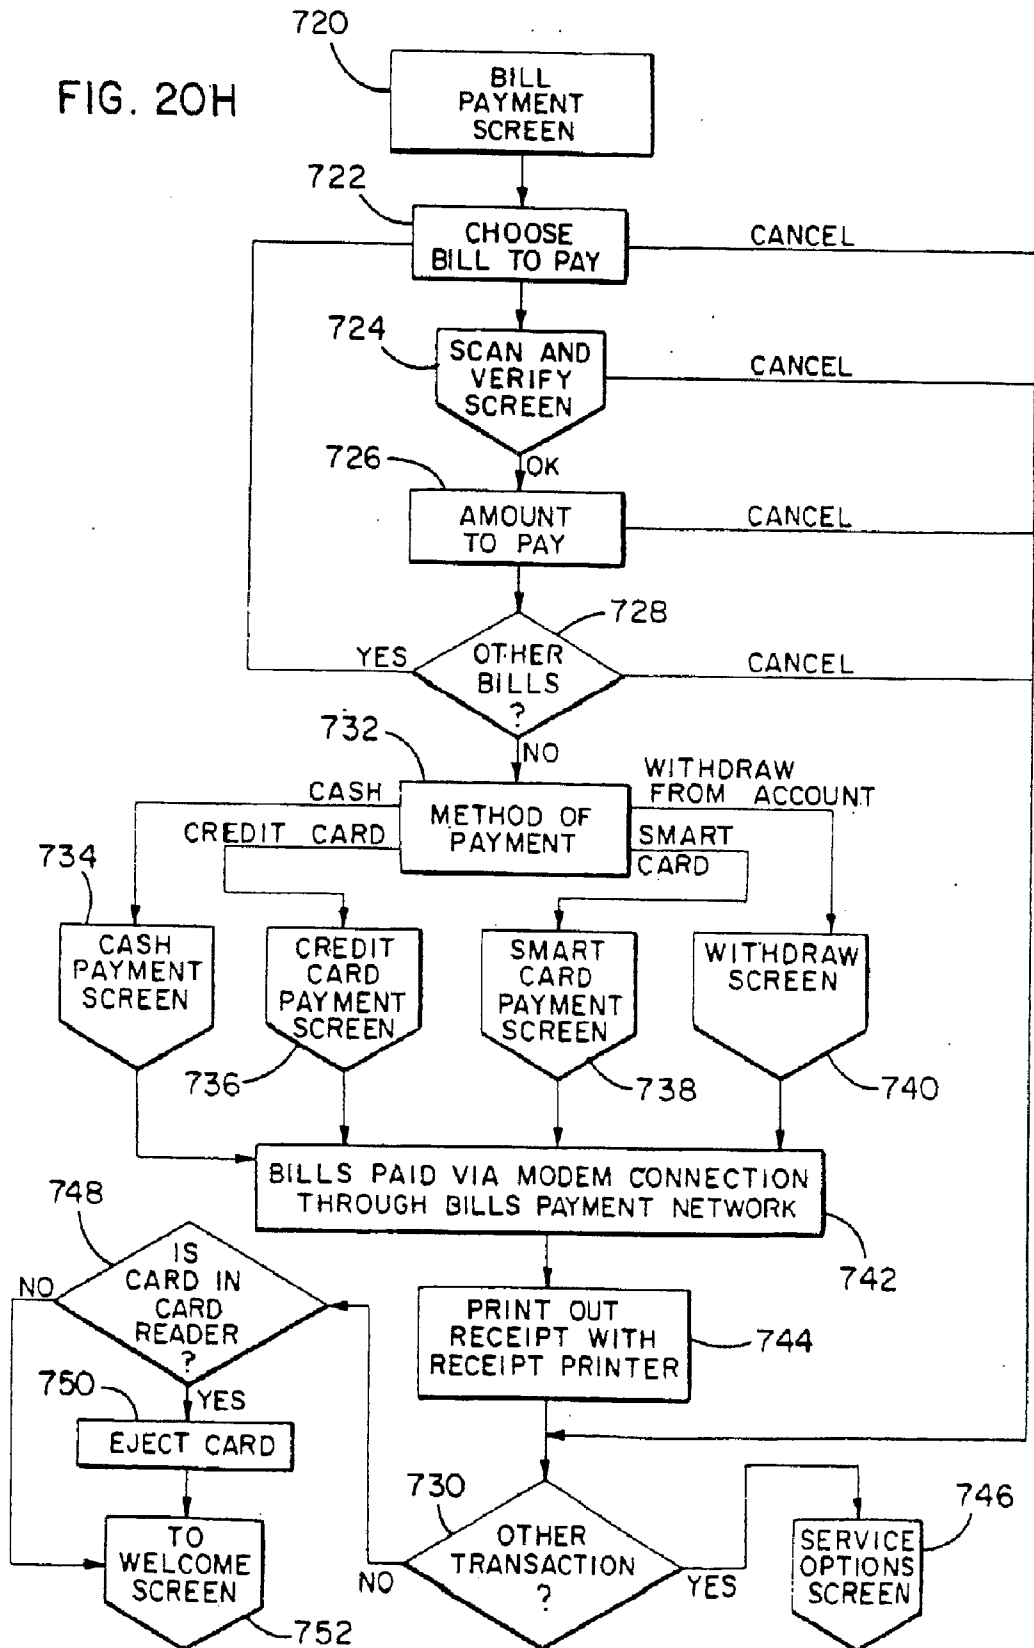 720
FIG. 20H
BILL
PAYMENT
SCREEN
722
CHOOSE
BILL TO PAY
CANCEL
724
SCAN AND
VERIFY
SCREEN
CANCEL
726
OK
AMOUNT
TO PAY
CANCEL
728
YES
OTHER
BILLS
?
CANCEL
732
NO
WITHDRAW
FROM ACCOUNT
CASH
METHOD OF
PAYMENT
CREDIT CARD
SMART
CARD
734
CASH
PAYMENT
SCREEN
CREDIT
CARD
PAYMENT
SCREEN
SMART
CARD
PAYMENT
SCREEN
WITHDRAW
SCREEN
736
738
740
BILLS PAID VIA MODEM CONNECTION
THROUGH BILLS PAYMENT NETWORK
742
748
IS
CARD IN
CARD
READER
?
NO
PRINT OUT
RECEIPT WITH
RECEIPT PRINTER
744
750
YES
EJECT CARD
730
OTHER
TRANSACTION
?
NO
YES
746
SERVICE
OPTIONS
SCREEN
TO
WELCOME
SCREEN
752